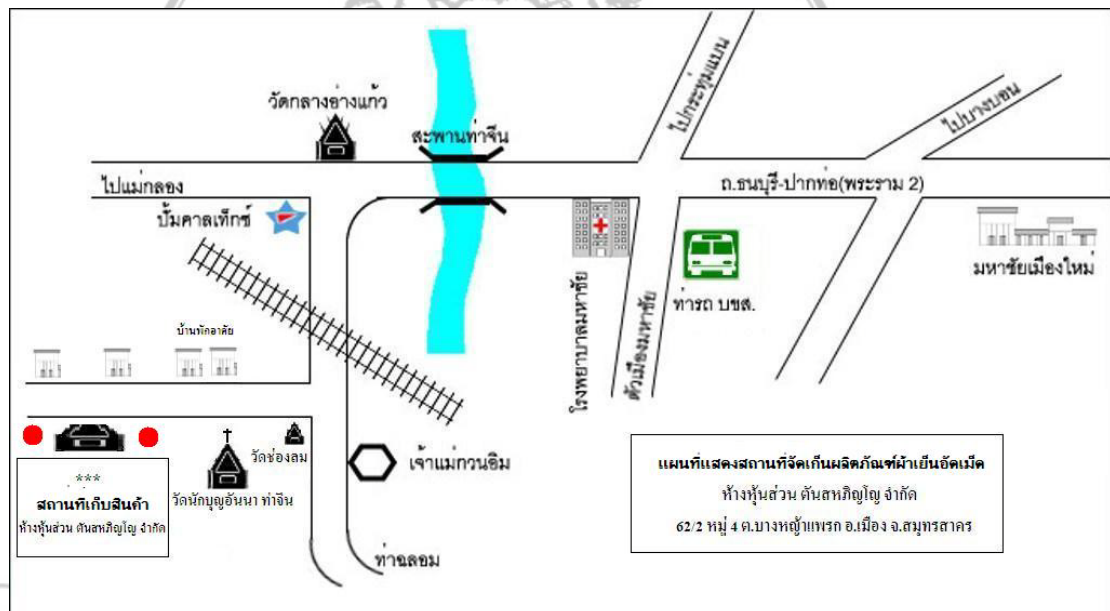 วัดกลางอ่างแก้ว
สะพานท่าจีน
ไปกระทุ่มแบน
ไปบางบอน
ไปแม่กลอง
ถ.ธนบุรี-ปากท่อ(พระราม 2)
ปั๊มคาลเท็กซ์
มหาชัยเมืองใหม่
ท่ารถ บขส.
โรงพยาบาลมหาชัย
ตัวเมืองมหาชัย
บ้านพักอาศัย
วัดช่องลม
เจ้าแม่กวนอิม
***
สถานที่เก็บสินค้า
ห้างหุ้นส่วน ตันสหภิญโญ จำกัด
วัดนักบุญอันนา ท่าจีน
ท่าฉลอม
แผนที่แสดงสถานที่จัดเก็บผลิตภัณฑ์ผ้าเย็นอัดเม็ด
ห้างหุ้นส่วน ตันสหภิญโญ จำกัด
62/2 หมู่ 4 ต.บางหญ้าแพรก อ.เมือง จ.สมุทรสาคร